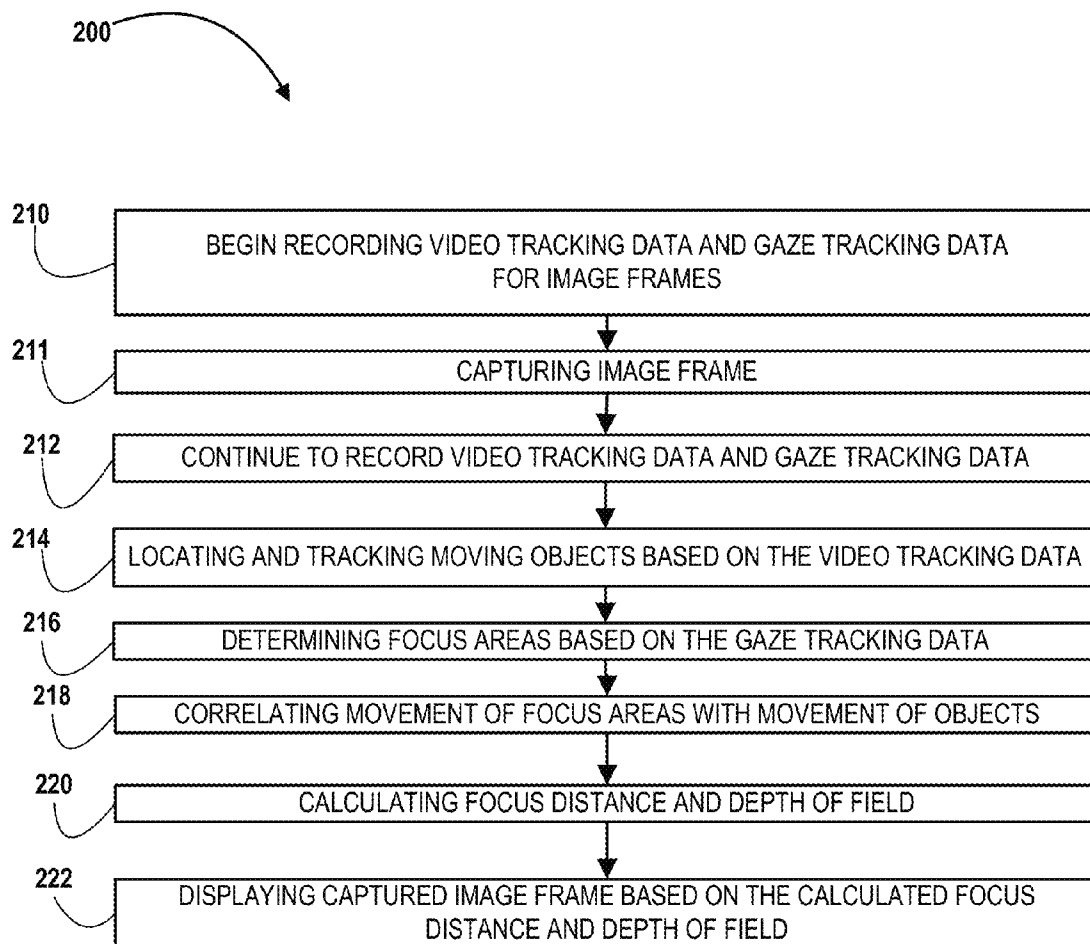 200
210
BEGIN RECORDING VIDEO TRACKING DATA AND GAZE TRACKING DATA
FOR IMAGE FRAMES
211
CAPTURING IMAGE FRAME
212
CONTINUE TO RECORD VIDEO TRACKING DATA AND GAZE TRACKING DATA
214
LOCATING AND TRACKING MOVING OBJECTS BASED ON THE VIDEO TRACKING DATA
216
DETERMINING FOCUS AREAS BASED ON THE GAZE TRACKING DATA
218
CORRELATING MOVEMENT OF FOCUS AREAS WITH MOVEMENT OF OBJECTS
220
CALCULATING FOCUS DISTANCE AND DEPTH OF FIELD
222
DISPLAYING CAPTURED IMAGE FRAME BASED ON THE CALCULATED FOCUS
DISTANCE AND DEPTH OF FIELD